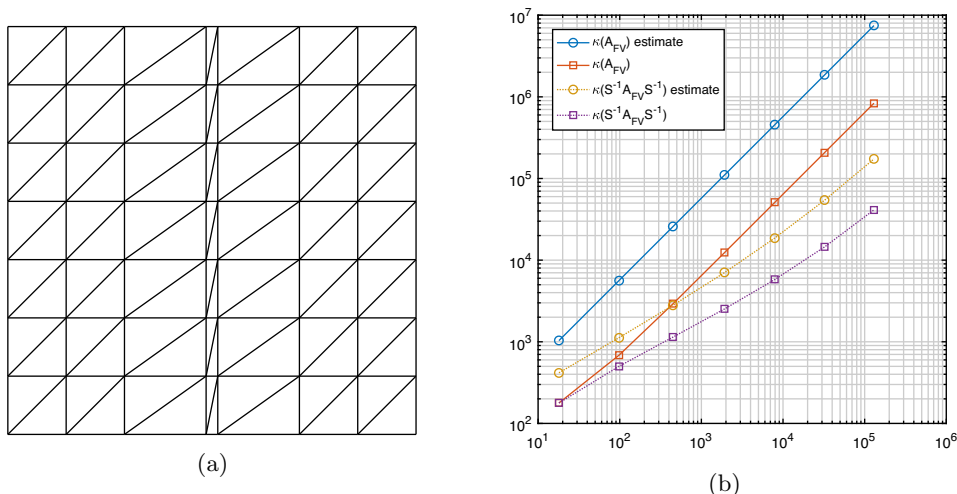 (a)
10^7
10^6
10^5
10^4
10^3
10^2
κ(A_FV) estimate
κ(A_FV)
κ(S^-1A_FVS^-1) estimate
κ(S^-1A_FVS^-1)
10^1 10^2 10^3 10^4 10^5 10^6
(b)